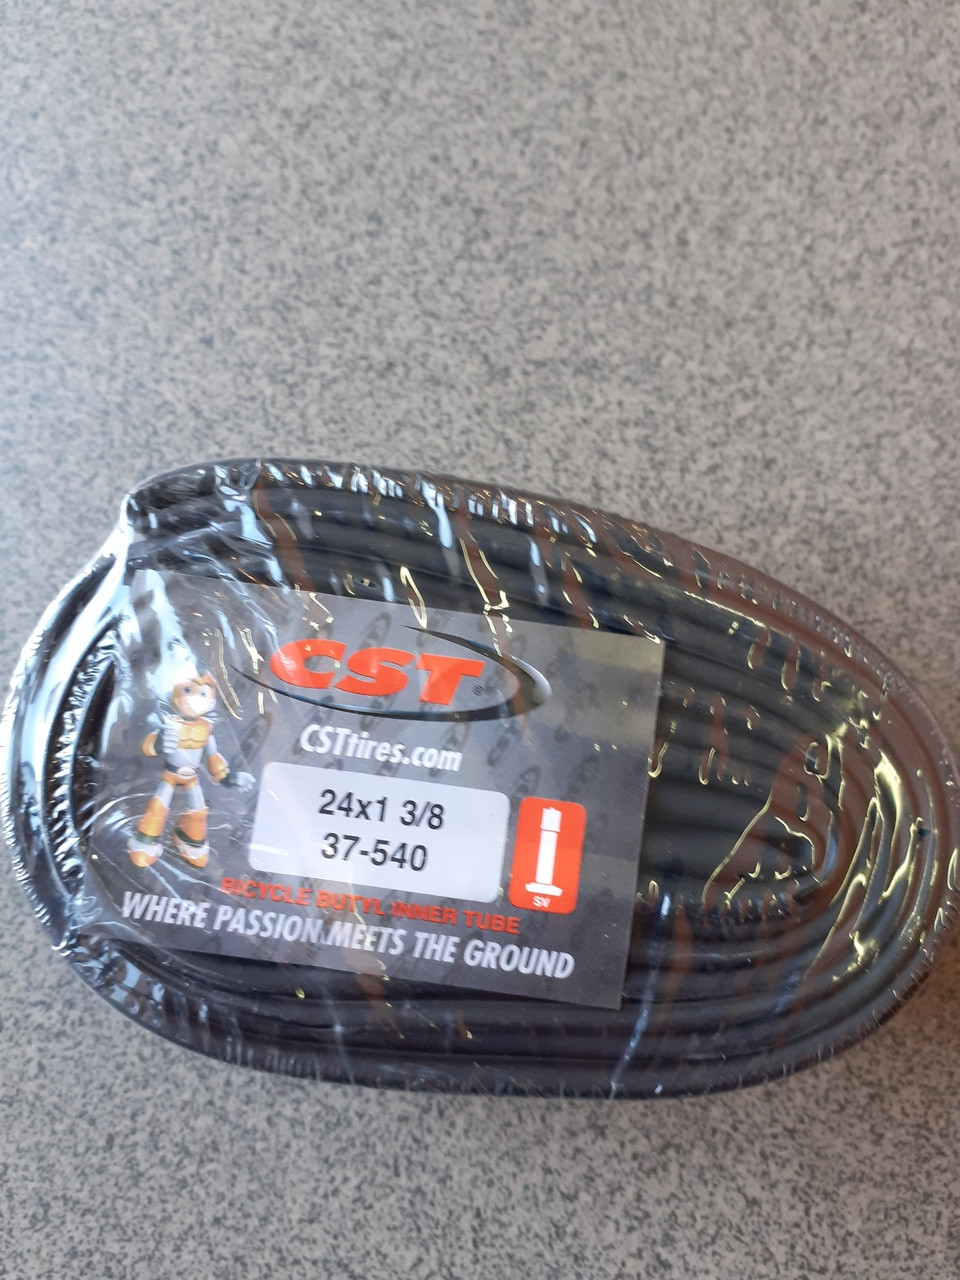 CST®
CSTtires.com
24x1 3/8
37-540
SV
BICYCLE BUTYL INNER TUBE
WHERE PASSION MEETS THE GROUND